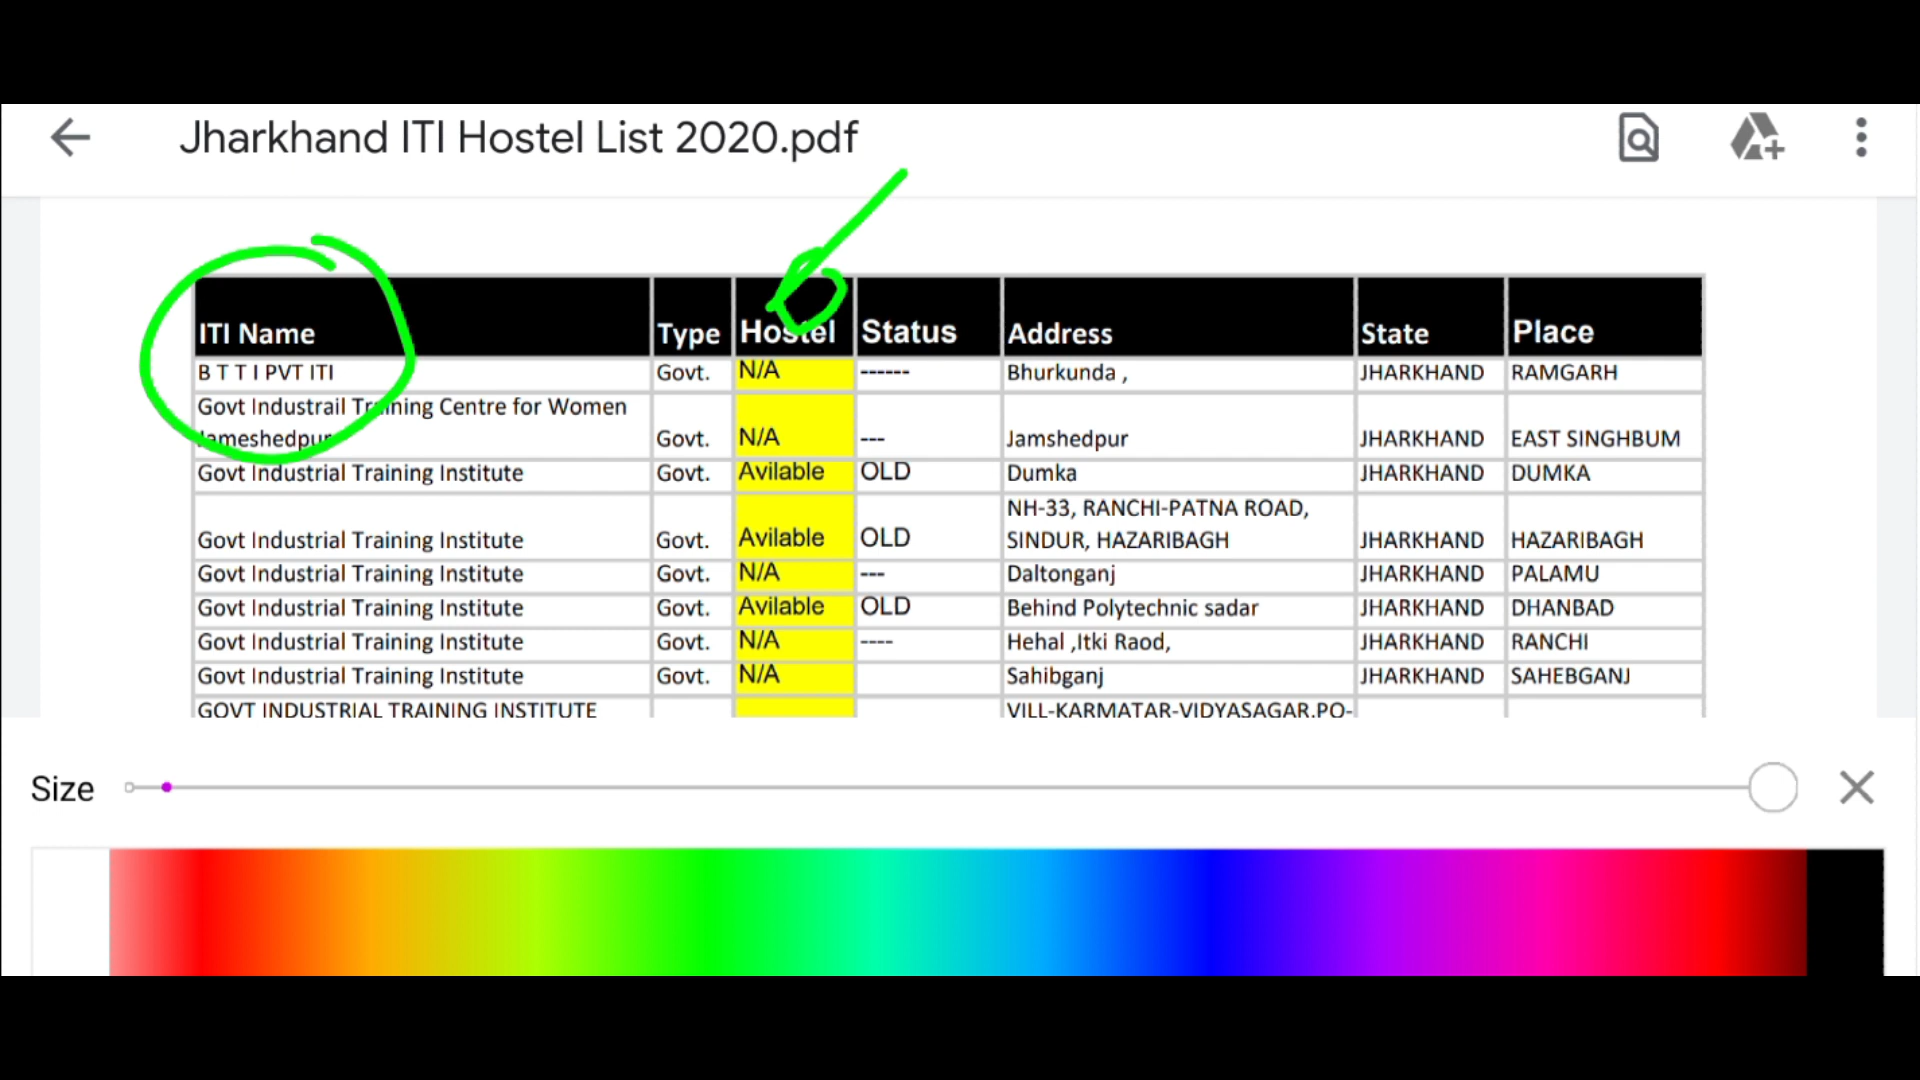 Jharkhand ITI Hostel List 2020.pdf
ITI Name Type Hostel Status Address State Place
B T T I PVT ITI Govt. N/A ------ Bhurkunda , JHARKHAND RAMGARH
Govt Industrail Training Centre for Women
Jameshedpur Govt. N/A --- Jamshedpur JHARKHAND EAST SINGHBUM
Govt Industrial Training Institute Govt. Avilable OLD Dumka JHARKHAND DUMKA
NH-33, RANCHI-PATNA ROAD,
Govt Industrial Training Institute Govt. Avilable OLD SINDUR, HAZARIBAGH JHARKHAND HAZARIBAGH
Govt Industrial Training Institute Govt. N/A --- Daltonganj JHARKHAND PALAMU
Govt Industrial Training Institute Govt. Avilable OLD Behind Polytechnic sadar JHARKHAND DHANBAD
Govt Industrial Training Institute Govt. N/A ---- Hehal ,Itki Raod, JHARKHAND RANCHI
Govt Industrial Training Institute Govt. N/A Sahibganj JHARKHAND SAHEBGANJ
GOVT INDUSTRIAL TRAINING INSTITUTE VILL-KARMATAR-VIDYASAGAR,PO-
Size